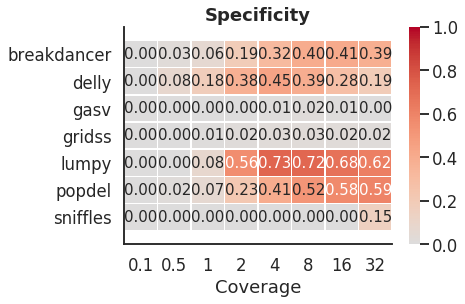 Specificity
breakdancer 0.00 0.03 0.06 0.19 0.32 0.40 0.41 0.39
delly 0.00 0.08 0.18 0.38 0.45 0.39 0.28 0.19
gasv 0.00 0.00 0.00 0.00 0.01 0.02 0.01 0.00
gridss 0.00 0.00 0.01 0.02 0.03 0.03 0.02 0.02
lumpy 0.00 0.00 0.08 0.56 0.73 0.72 0.68 0.62
popdel 0.00 0.02 0.07 0.23 0.41 0.52 0.58 0.59
sniffles 0.00 0.00 0.00 0.00 0.00 0.00 0.00 0.15
0.1 0.5 1 2 4 8 16 32
Coverage
1.0
0.8
0.6
0.4
0.2
0.0